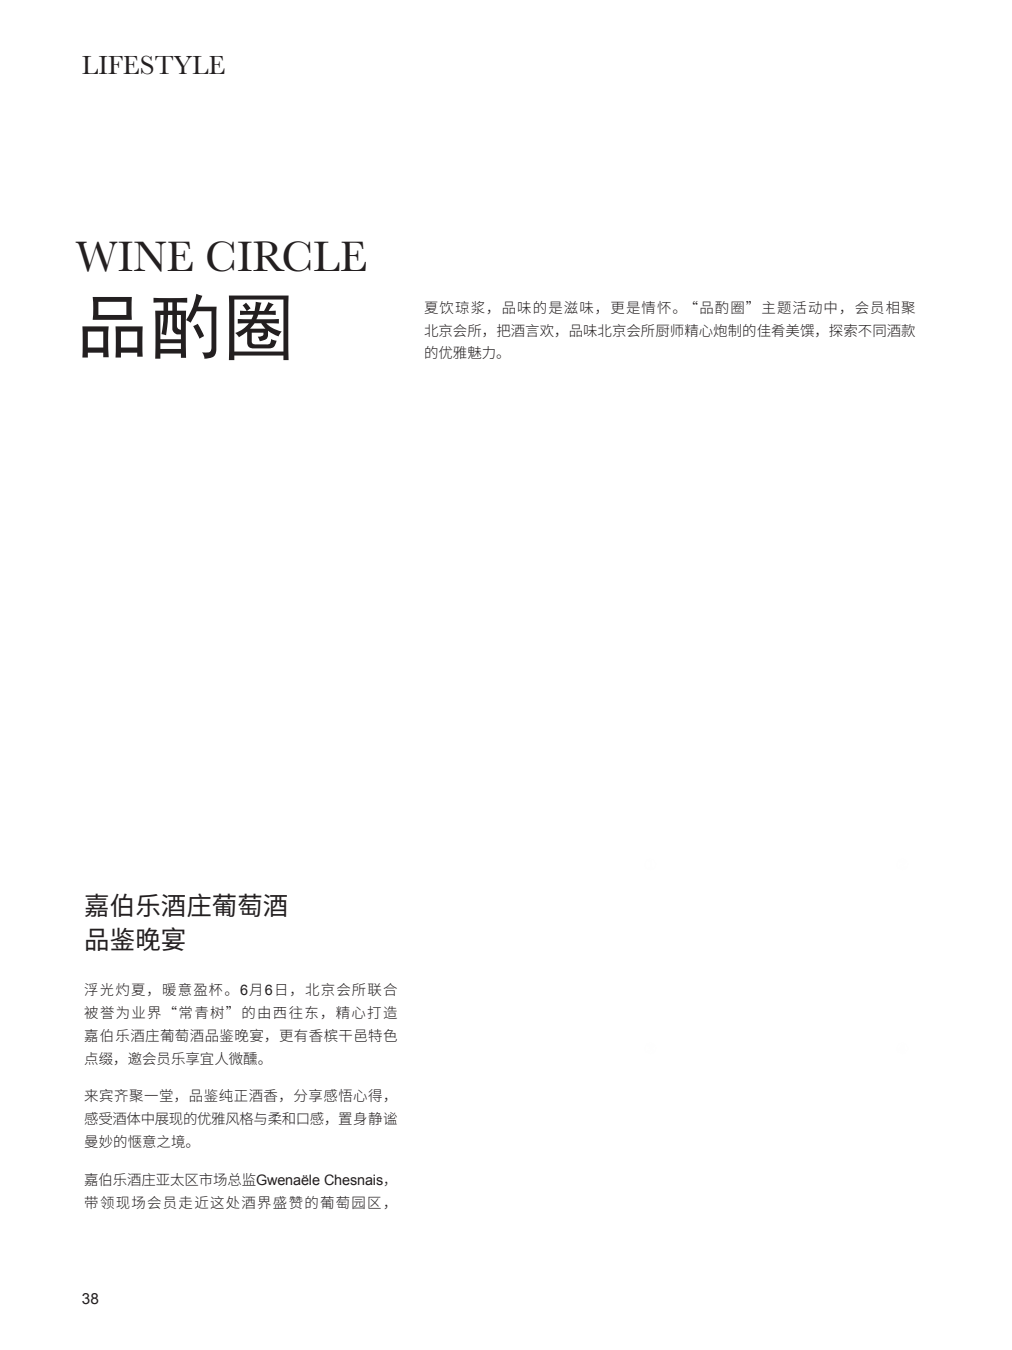 LIFESTYLE
WINE CIRCLE
品酌圈
夏饮琼浆，品味的是滋味，更是情怀。“品酌圈”主题活动中，会员相聚
北京会所，把酒言欢，品味北京会所厨师精心炮制的佳肴美馔，探索不同酒款
的优雅魅力。
嘉伯乐酒庄葡萄酒
品鉴晚宴
浮光灼夏，暖意盈杯。6月6日，北京会所联合
被誉为业界“常青树”的由西往东，精心打造
嘉伯乐酒庄葡萄酒品鉴晚宴，更有香槟干邑特色
点缀，邀会员乐享宜人微醺。
来宾齐聚一堂，品鉴纯正酒香，分享感悟心得，
感受酒体中展现的优雅风格与柔和口感，置身静谧
曼妙的惬意之境。
嘉伯乐酒庄亚太区市场总监Gwenaële Chesnais，
带领现场会员走近这处酒界盛赞的葡萄园区，
38